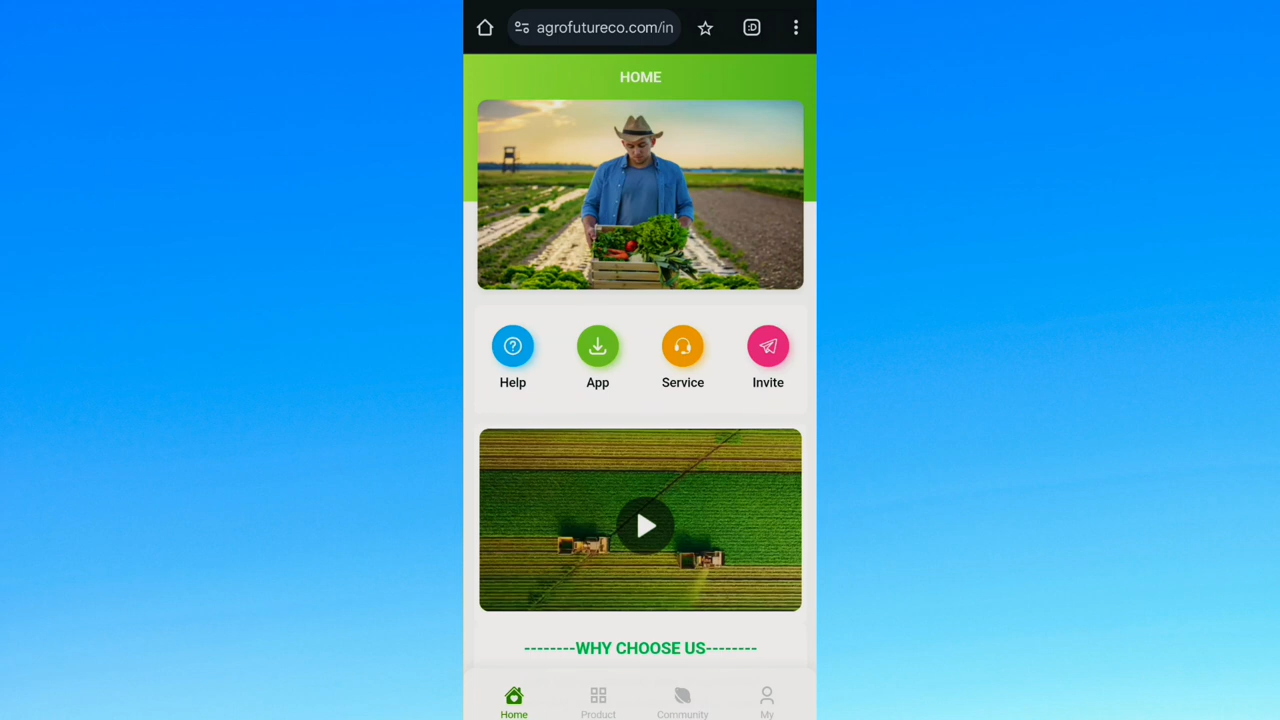 agrofutureco.com/in
:D
HOME
Help
App
Service
Invite
--------WHY CHOOSE US--------
Home
Product
Community
My